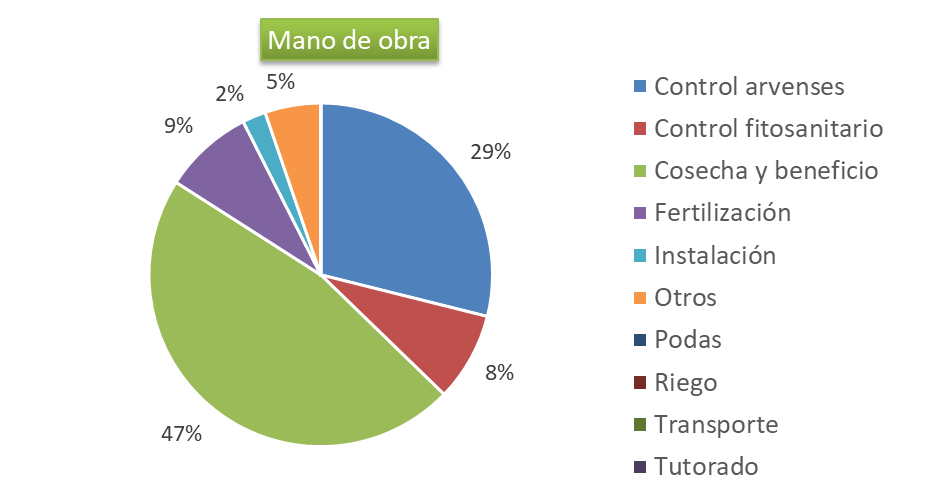 Mano de obra
5%
2%
9%
29%
8%
47%
Control arvenses
Control fitosanitario
Cosecha y beneficio
Fertilización
Instalación
Otros
Podas
Riego
Transporte
Tutorado